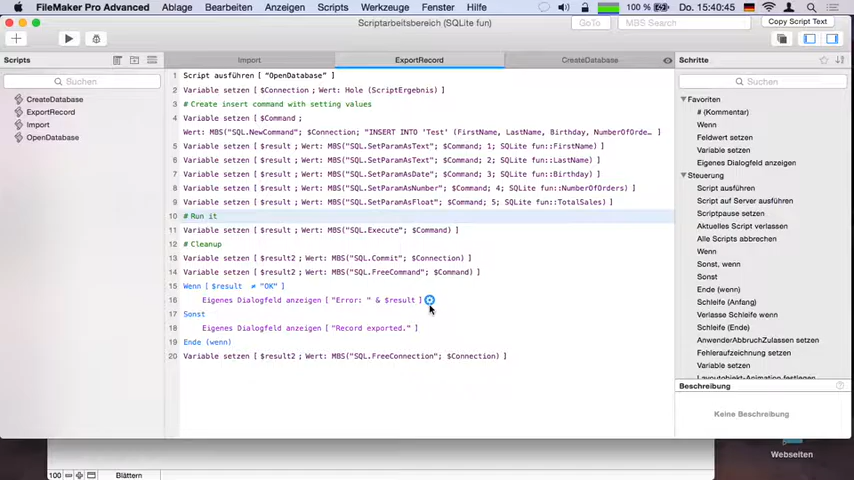 FileMaker Pro Advanced Ablage Bearbeiten Anzeigen Scripts Werkzeuge Fenster Hilfe 100 % Do. 15:40:45
Scriptarbeitsbereich (SQLite fun)
GoTo
MBS Search
Copy Script Text
Scripts
Import
ExportRecord
CreateDatabase
Schritte
Suchen
CreateDatabase
ExportRecord
Import
OpenDatabase
1 Script ausführen [ "OpenDatabase" ]
2 Variable setzen [ $Connection ; Wert: Hole (ScriptErgebnis) ]
3 # Create insert command with setting values
4 Variable setzen [ $Command ;
Wert: MBS("SQL.NewCommand"; $Connection; "INSERT INTO 'Test' (FirstName, LastName, Birthday, NumberOfOrde… ]
5 Variable setzen [ $result ; Wert: MBS("SQL.SetParamAsText"; $Command; 1; SQLite fun::FirstName) ]
6 Variable setzen [ $result ; Wert: MBS("SQL.SetParamAsText"; $Command; 2; SQLite fun::LastName) ]
7 Variable setzen [ $result ; Wert: MBS("SQL.SetParamAsDate"; $Command; 3; SQLite fun::Birthday) ]
8 Variable setzen [ $result ; Wert: MBS("SQL.SetParamAsNumber"; $Command; 4; SQLite fun::NumberOfOrders) ]
9 Variable setzen [ $result ; Wert: MBS("SQL.SetParamAsFloat"; $Command; 5; SQLite fun::TotalSales) ]
10 # Run it
11 Variable setzen [ $result ; Wert: MBS("SQL.Execute"; $Command) ]
12 # Cleanup
13 Variable setzen [ $result2 ; Wert: MBS("SQL.Commit"; $Connection) ]
14 Variable setzen [ $result2 ; Wert: MBS("SQL.FreeCommand"; $Command) ]
15 Wenn [ $result ≠ "OK" ]
16 Eigenes Dialogfeld anzeigen [ "Error: " & $result ]
17 Sonst
18 Eigenes Dialogfeld anzeigen [ "Record exported." ]
19 Ende (wenn)
20 Variable setzen [ $result2 ; Wert: MBS("SQL.FreeConnection"; $Connection) ]
Suchen
Favoriten
# (Kommentar)
Wenn
Feldwert setzen
Variable setzen
Eigenes Dialogfeld anzeigen
Steuerung
Script ausführen
Script auf Server ausführen
Scriptpause setzen
Aktuelles Script verlassen
Alle Scripts abbrechen
Wenn
Sonst, wenn
Sonst
Ende (wenn)
Schleife (Anfang)
Verlasse Schleife wenn
Schleife (Ende)
AnwenderAbbruchZulassen setzen
Fehleraufzeichnung setzen
Variable setzen
Layoutobjekt-Animation festlegen
Beschreibung
Keine Beschreibung
Webseiten
100
Blättern